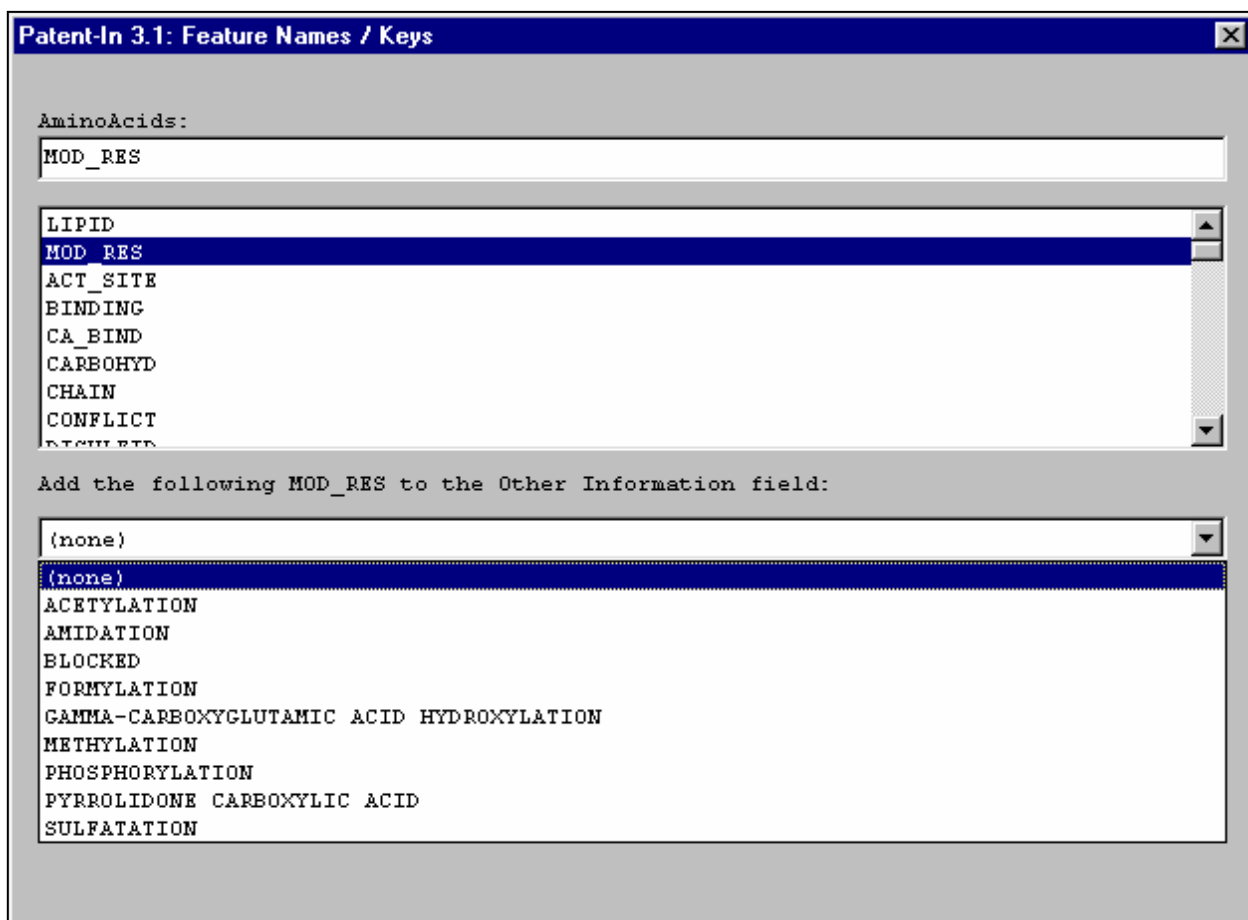 Patent-In 3.1: Feature Names / Keys
AminoAcids:
MOD_RES
LIPID
MOD_RES
ACT_SITE
BINDING
CA_BIND
CARBOHYD
CHAIN
CONFLICT
Add the following MOD_RES to the Other Information field:
(none)
(none)
ACETYLATION
AMIDATION
BLOCKED
FORMYLATION
GAMMA-CARBOXYGLUTAMIC ACID HYDROXYLATION
METHYLATION
PHOSPHORYLATION
PYRROLIDONE CARBOXYLIC ACID
SULFATATION